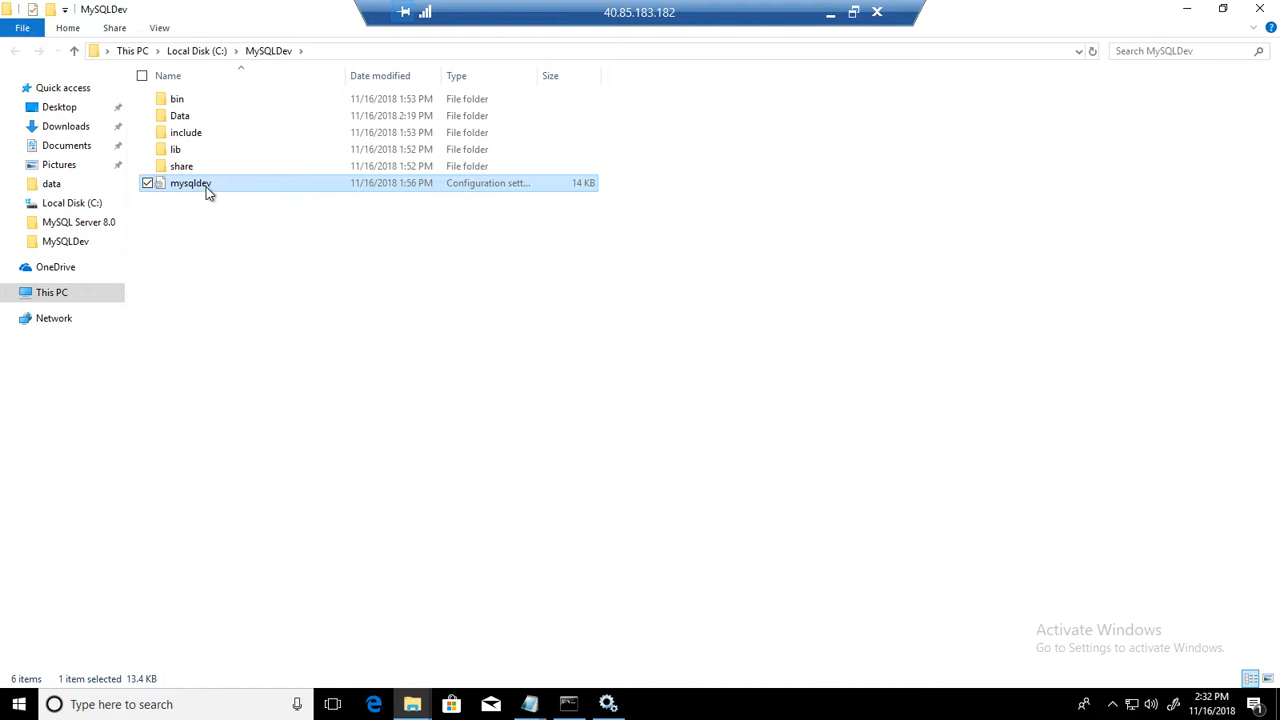 MySQLDev
40.85.183.182
File
Home
Share
View
This PC
Local Disk (C:)
MySQLDev
Search MySQLDev
Name
Date modified
Type
Size
Quick access
Desktop
Downloads
Documents
Pictures
data
Local Disk (C:)
MySQL Server 8.0
MySQLDev
OneDrive
This PC
Network
bin 11/16/2018 1:53 PM File folder
Data 11/16/2018 2:19 PM File folder
include 11/16/2018 1:53 PM File folder
lib 11/16/2018 1:52 PM File folder
share 11/16/2018 1:52 PM File folder
mysqldev 11/16/2018 1:56 PM Configuration sett... 14 KB
Activate Windows
Go to Settings to activate Windows.
6 items 1 item selected 13.4 KB
Type here to search
2:32 PM
11/16/2018
1